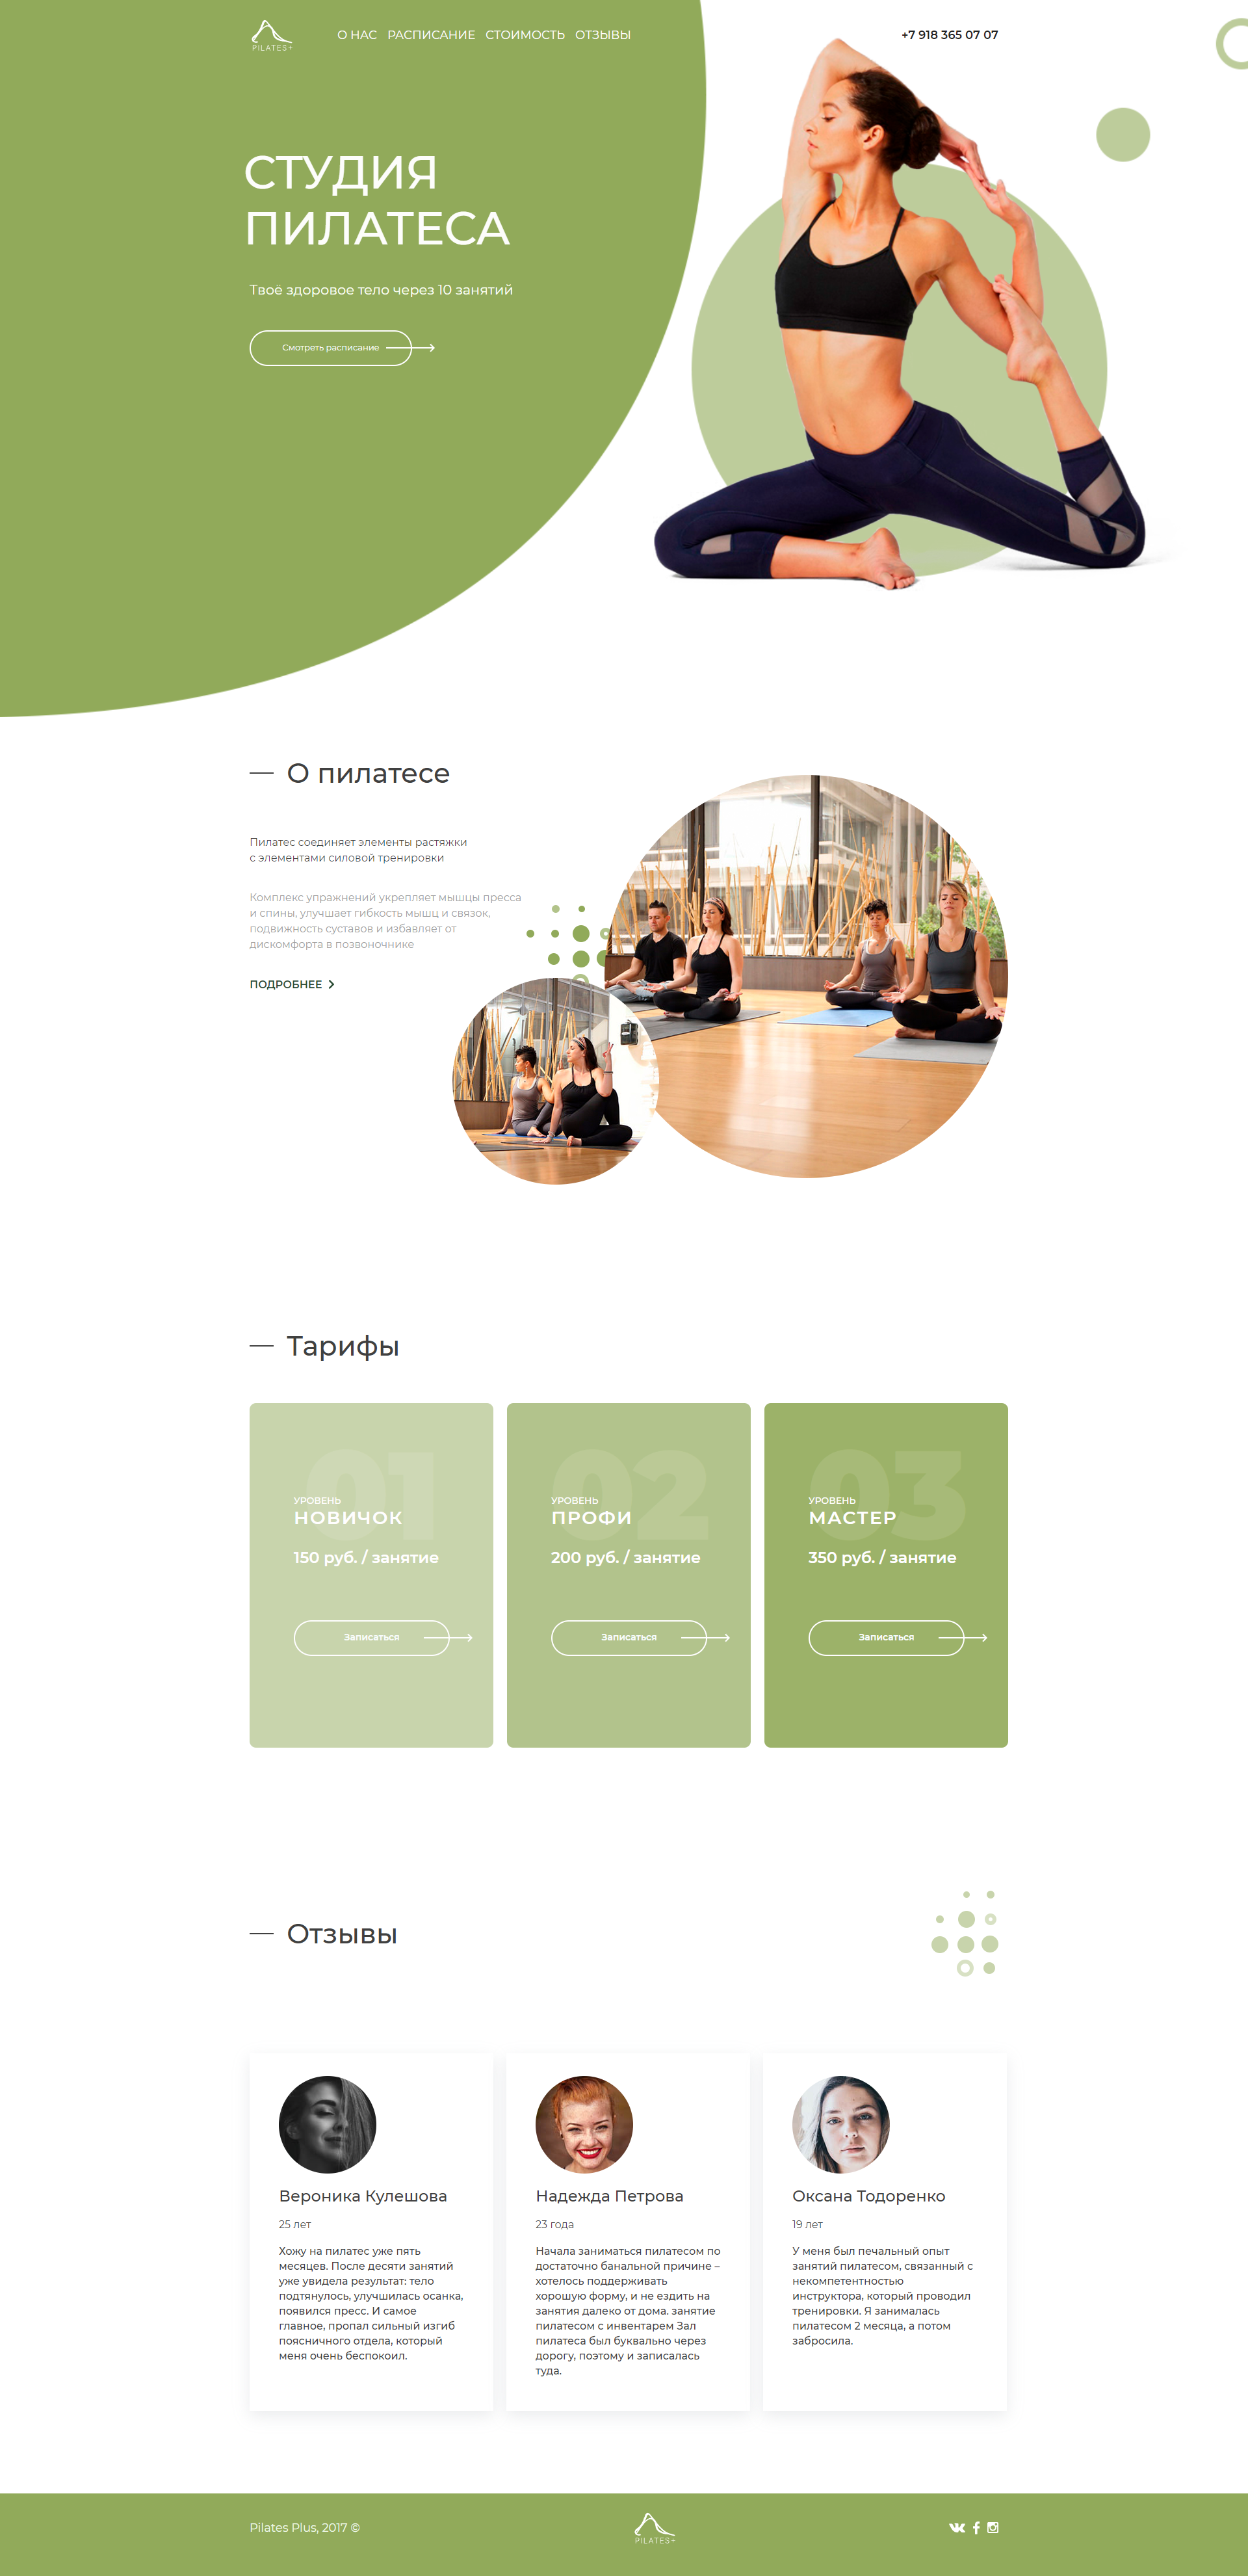 PILATES+
О НАС РАСПИСАНИЕ СТОИМОСТЬ ОТЗЫВЫ
+7 918 365 07 07
СТУДИЯ
ПИЛАТЕСА
Твоё здоровое тело через 10 занятий
Смотреть расписание
О пилатесе
Пилатес соединяет элементы растяжки
с элементами силовой тренировки
Комплекс упражнений укрепляет мышцы пресса
и спины, улучшает гибкость мышц и связок,
подвижность суставов и избавляет от
дискомфорта в позвоночнике
ПОДРОБНЕЕ
Тарифы
01
УРОВЕНЬ
НОВИЧОК
150 руб. / занятие
Записаться
02
УРОВЕНЬ
ПРОФИ
200 руб. / занятие
Записаться
03
УРОВЕНЬ
МАСТЕР
350 руб. / занятие
Записаться
Отзывы
Вероника Кулешова
25 лет
Хожу на пилатес уже пять
месяцев. После десяти занятий
уже увидела результат: тело
подтянулось, улучшилась осанка,
появился пресс. И самое
главное, пропал сильный изгиб
поясничного отдела, который
меня очень беспокоил.
Надежда Петрова
23 года
Начала заниматься пилатесом по
достаточно банальной причине –
хотелось поддерживать
хорошую форму, и не ездить на
занятия далеко от дома. занятие
пилатесом с инвентарем Зал
пилатеса был буквально через
дорогу, поэтому и записалась
туда.
Оксана Тодоренко
19 лет
У меня был печальный опыт
занятий пилатесом, связанный с
некомпетентностью
инструктора, который проводил
тренировки. Я занималась
пилатесом 2 месяца, а потом
забросила.
Pilates Plus, 2017 ©
PILATES+